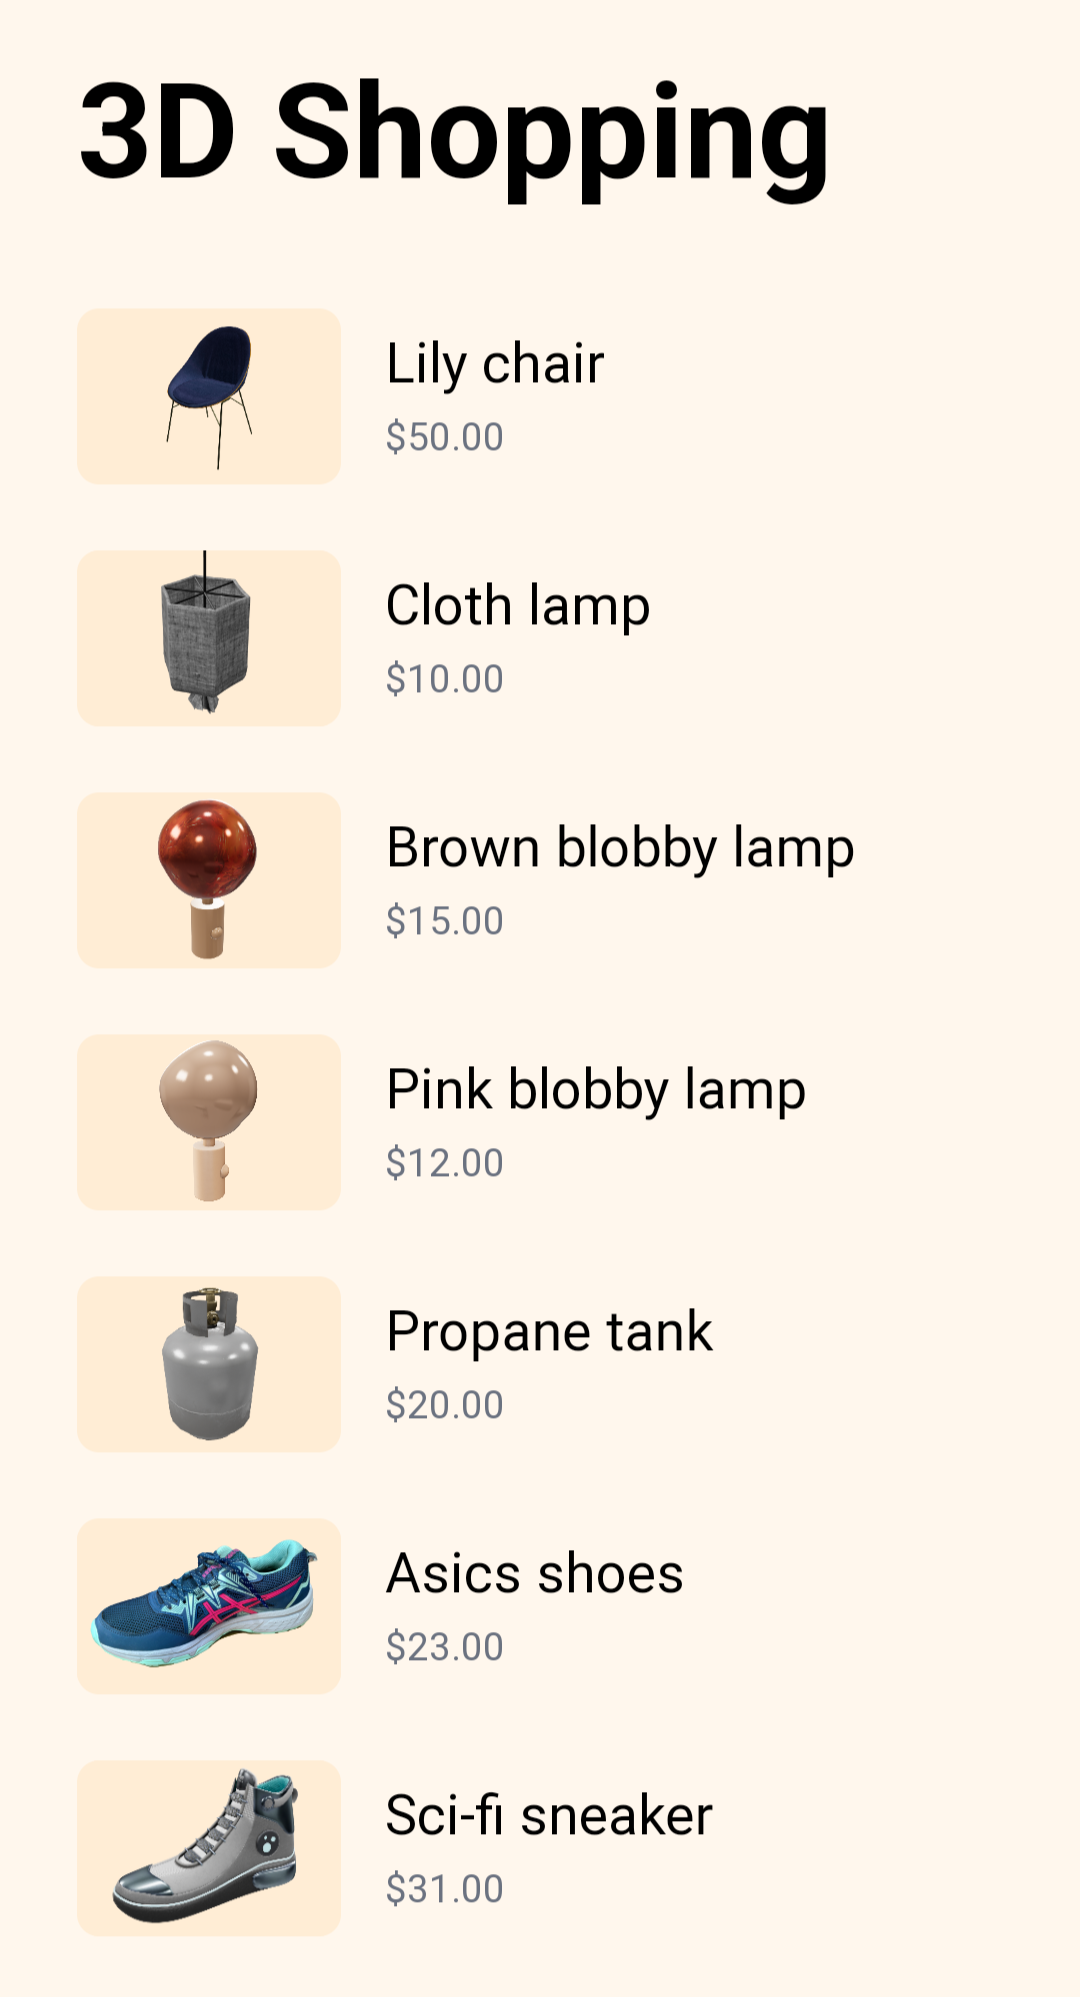 3D Shopping
Lily chair
$50.00
Cloth lamp
$10.00
Brown blobby lamp
$15.00
Pink blobby lamp
$12.00
Propane tank
$20.00
Asics shoes
$23.00
Sci-fi sneaker
$31.00